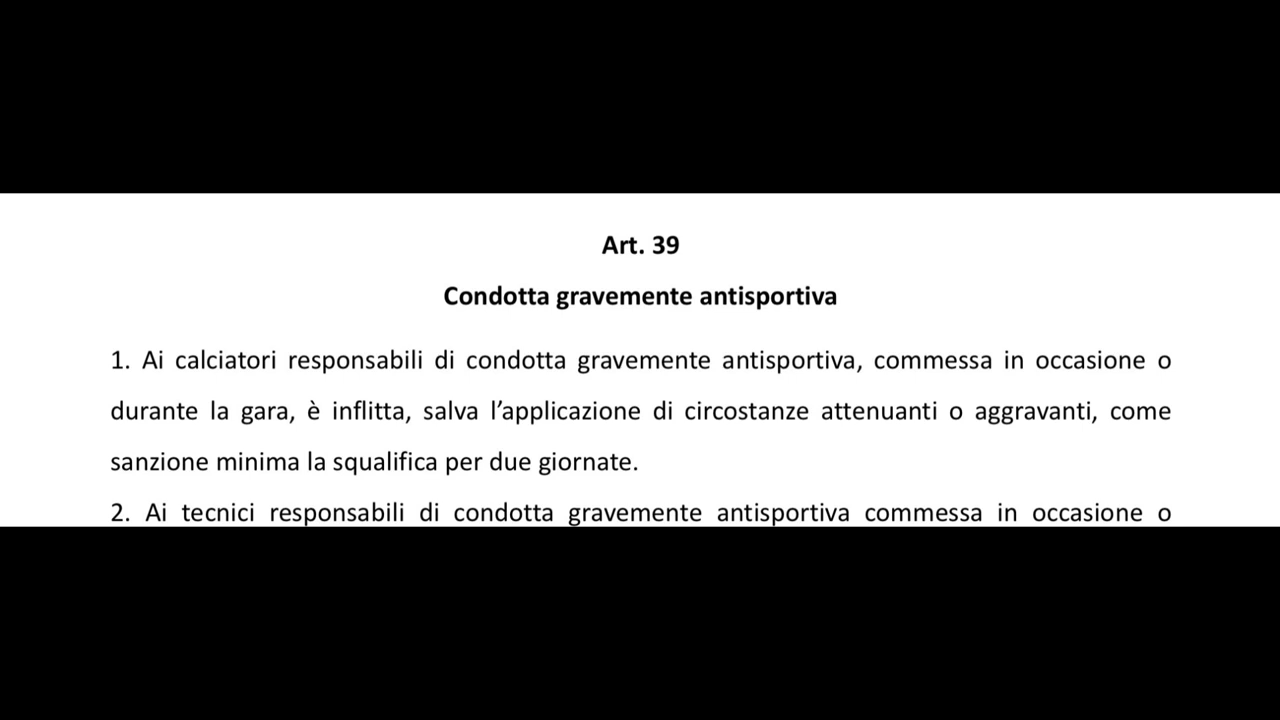 Art. 39
Condotta gravemente antisportiva
1. Ai calciatori responsabili di condotta gravemente antisportiva, commessa in occasione o
durante la gara, è inflitta, salva l’applicazione di circostanze attenuanti o aggravanti, come
sanzione minima la squalifica per due giornate.
2. Ai tecnici responsabili di condotta gravemente antisportiva commessa in occasione o